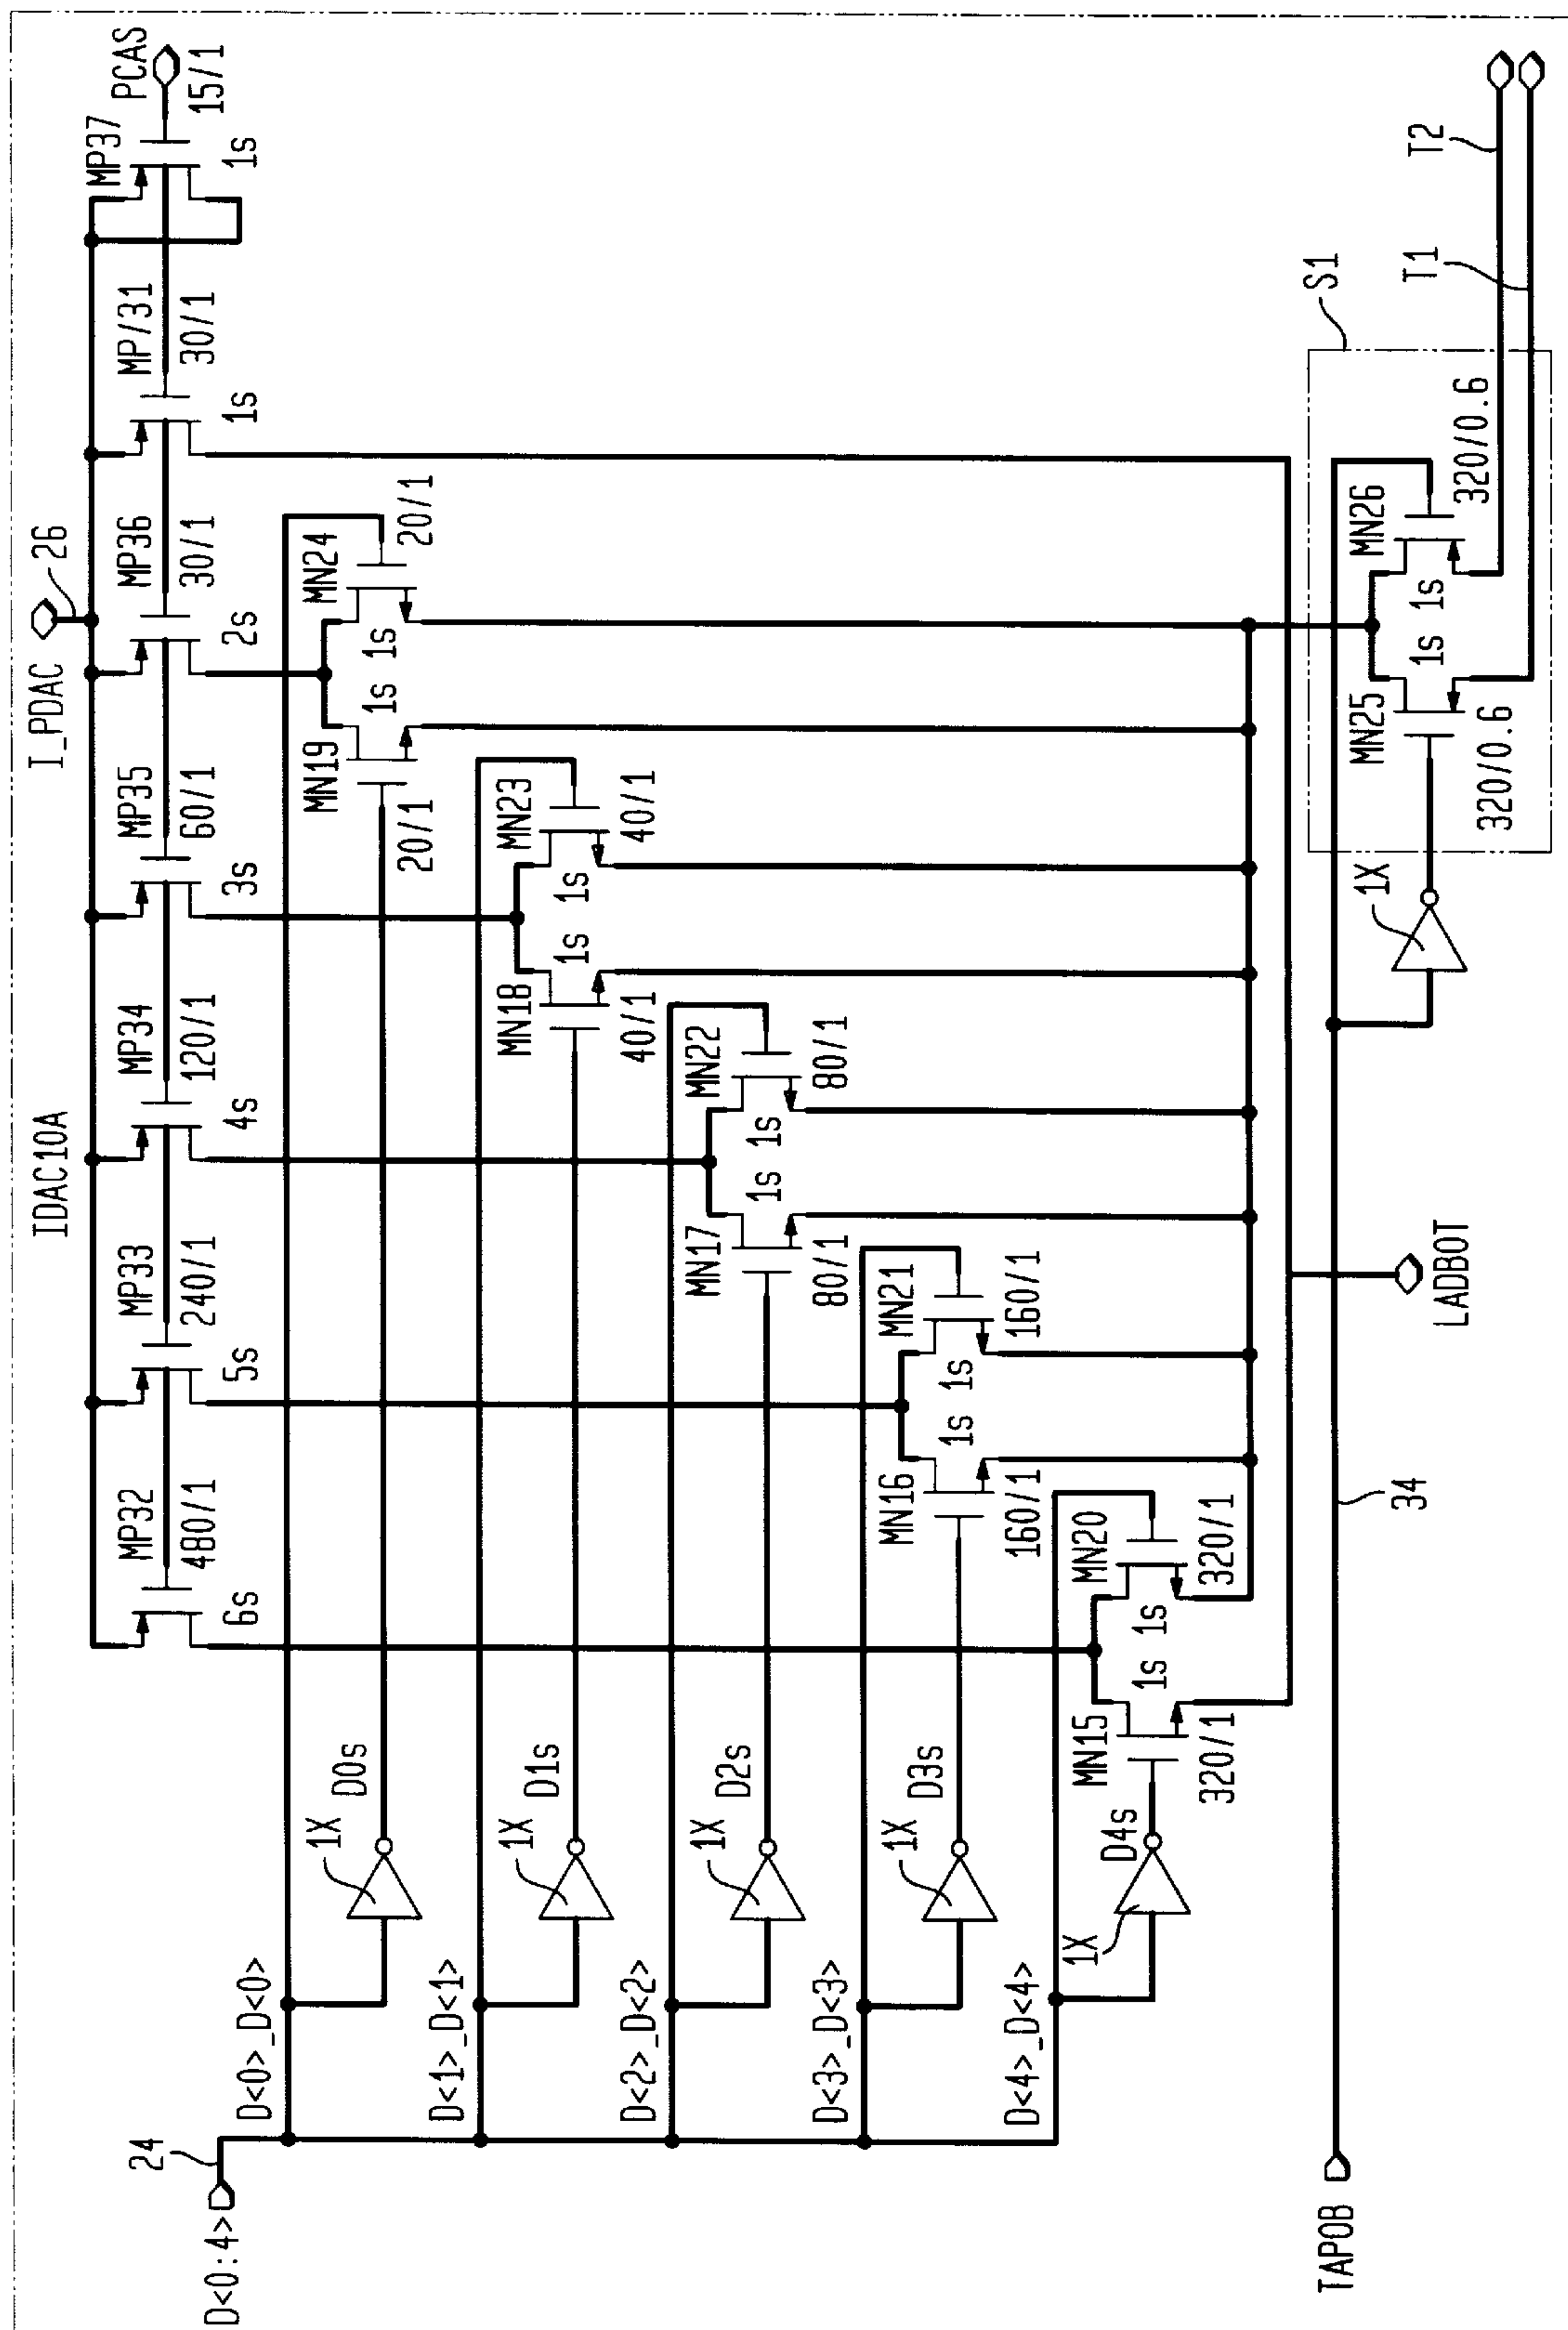 I_PDAC
26
IDAC10A
PCAS
15/1
MP32
480/1
6s
MP33
240/1
5s
MP34
120/1
4s
MP35
60/1
3s
MP36
30/1
2s
MP/31
30/1
1s
MP37
1s
24
D<0:4>
D<0>_D<0>
1X
D0s
MN19
20/1
1s
1s
MN24
20/1
D<1>_D<1>
1X
D1s
MN18
40/1
1s
1s
MN23
40/1
D<2>_D<2>
1X
D2s
MN17
80/1
1s
1s
MN22
80/1
D<3>_D<3>
1X
D3s
MN16
160/1
1s
1s
MN21
160/1
D<4>_D<4>
1X
D4s
MN15
320/1
1s
1s
MN20
320/1
TAPOB
34
LADBOT
1X
S1
MN25
320/0.6
1s
1s
MN26
320/0.6
T1
T2